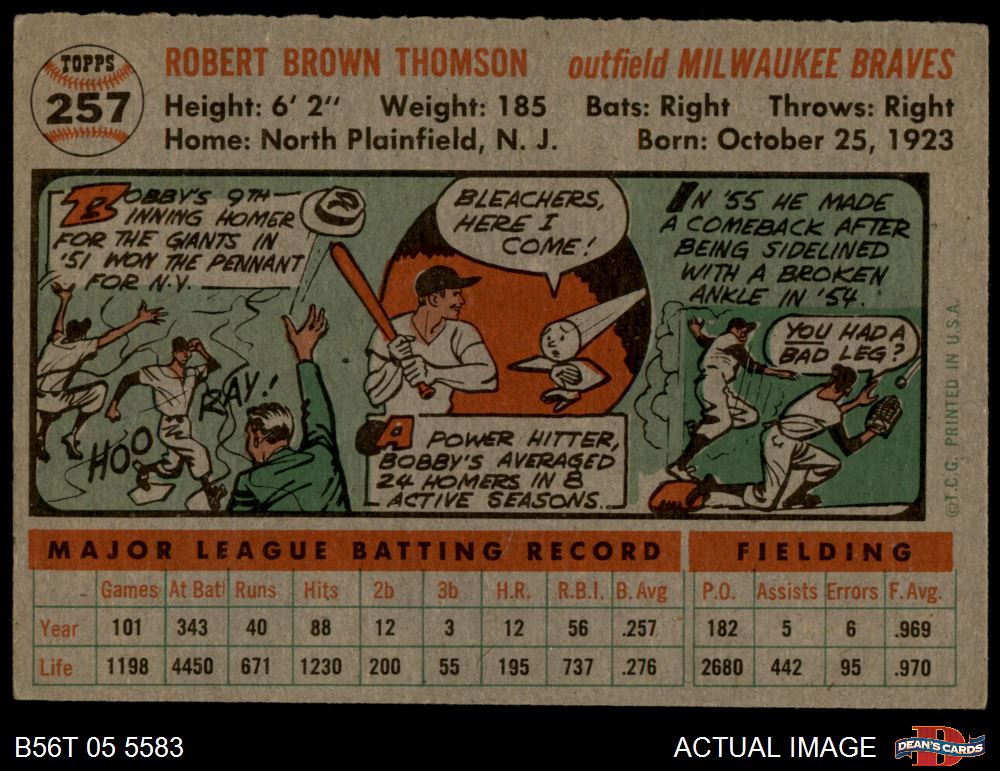 TOPPS
257
ROBERT BROWN THOMSON outfield MILWAUKEE BRAVES
Height: 6' 2" Weight: 185 Bats: Right Throws: Right
Home: North Plainfield, N. J. Born: October 25, 1923
BOBBY'S 9TH
INNING HOMER
FOR THE GIANTS IN
'51 WON THE PENNANT
FOR N.Y.
HOO
RAY!
BLEACHERS,
HERE I
COME!
A POWER HITTER,
BOBBY'S AVERAGED
24 HOMERS IN 8
ACTIVE SEASONS.
IN '55 HE MADE
A COMEBACK AFTER
BEING SIDELINED
WITH A BROKEN
ANKLE IN '54.
YOU HAD A
BAD LEG?
©T.C.G. PRINTED IN U.S.A.
MAJOR LEAGUE BATTING RECORD FIELDING
Games At Bat Runs Hits 2b 3b H.R. R.B.I. B. Avg P.O. Assists Errors F. Avg.
Year 101 343 40 88 12 3 12 56 .257 182 5 6 .969
Life 1198 4450 671 1230 200 55 195 737 .276 2680 442 95 .970
B56T 05 5583 ACTUAL IMAGE
DEAN'S CARDS